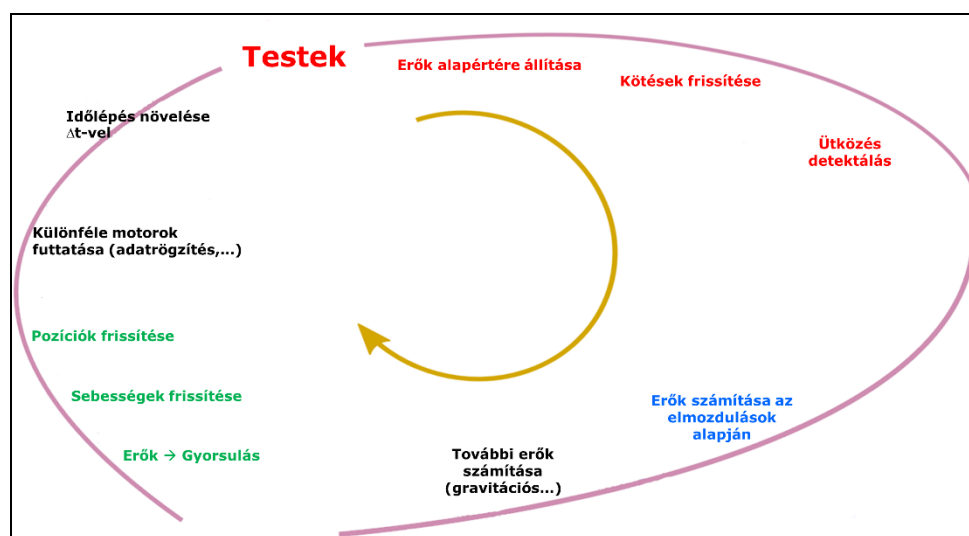 Testek
Erők alapértére állítása
Kötések frissítése
Ütközés
detektálás
Erők számítása az
elmozdulások
alapján
További erők
számítása
(gravitációs...)
Erők → Gyorsulás
Sebességek frissítése
Pozíciók frissítése
Különféle motorok
futtatása (adatrögzítés,...)
Időlépés növelése
Δt-vel